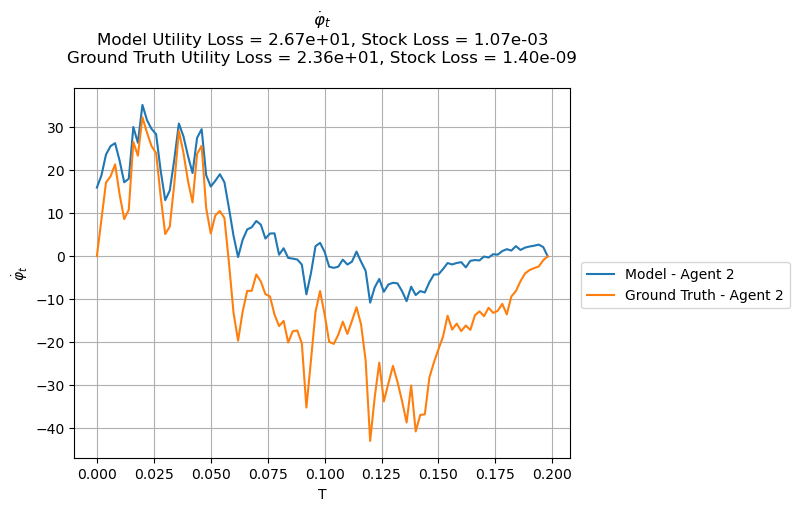 φ̇ₜ
Model Utility Loss = 2.67e+01, Stock Loss = 1.07e-03
Ground Truth Utility Loss = 2.36e+01, Stock Loss = 1.40e-09
φ̇ₜ
30
20
10
0
−10
−20
−30
−40
0.000 0.025 0.050 0.075 0.100 0.125 0.150 0.175 0.200
T
Model - Agent 2
Ground Truth - Agent 2